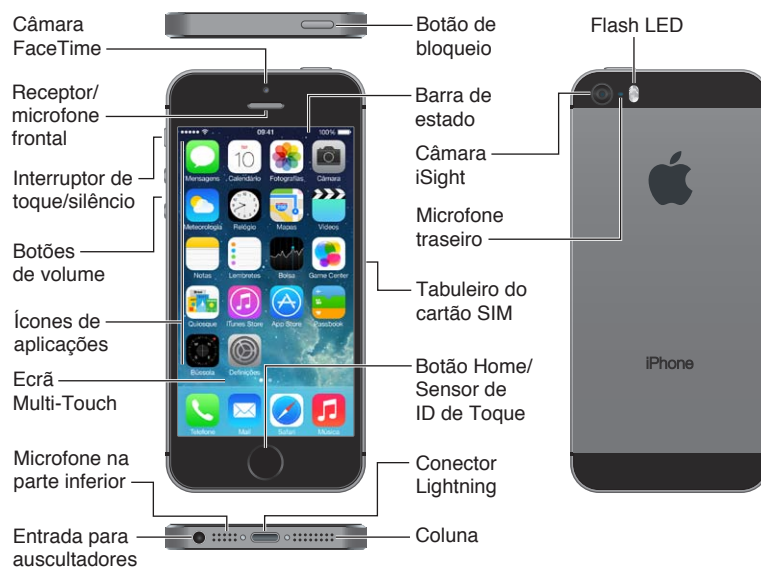 Câmara
FaceTime
Receptor/
microfone
frontal
Interruptor de
toque/silêncio
Botões
de volume
Ícones de
aplicações
Ecrã
Multi-Touch
Microfone na
parte inferior
Entrada para
auscultadores
09:41
100%
TUE
10
Mensagens
Calendário
Fotografias
Câmara
Meteorologia
Relógio
Mapas
Vídeos
Notas
Lembretes
Bolsa
Game Center
Quiosque
iTunes Store
App Store
Passbook
Bússola
Definições
Telefone
Mail
Safari
Música
Botão de
bloqueio
Barra de
estado
Câmara
iSight
Microfone
traseiro
Tabuleiro do
cartão SIM
Botão Home/
Sensor de
ID de Toque
Conector
Lightning
Coluna
Flash LED
iPhone